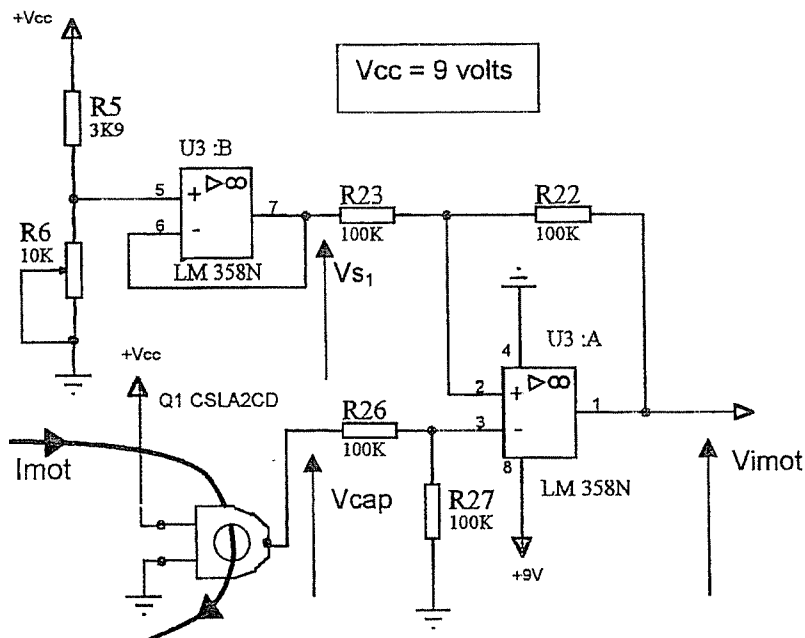 +Vcc
Vcc = 9 volts
R5
3K9
U3 :B
5
+
▷∞
7
6
-
LM 358N
R23
100K
R22
100K
R6
10K
Vs₁
+Vcc
Q1 CSLA2CD
4
U3 :A
2
+
▷∞
1
3
-
8
LM 358N
R26
100K
Imot
Vcap
R27
100K
Vimot
+9V